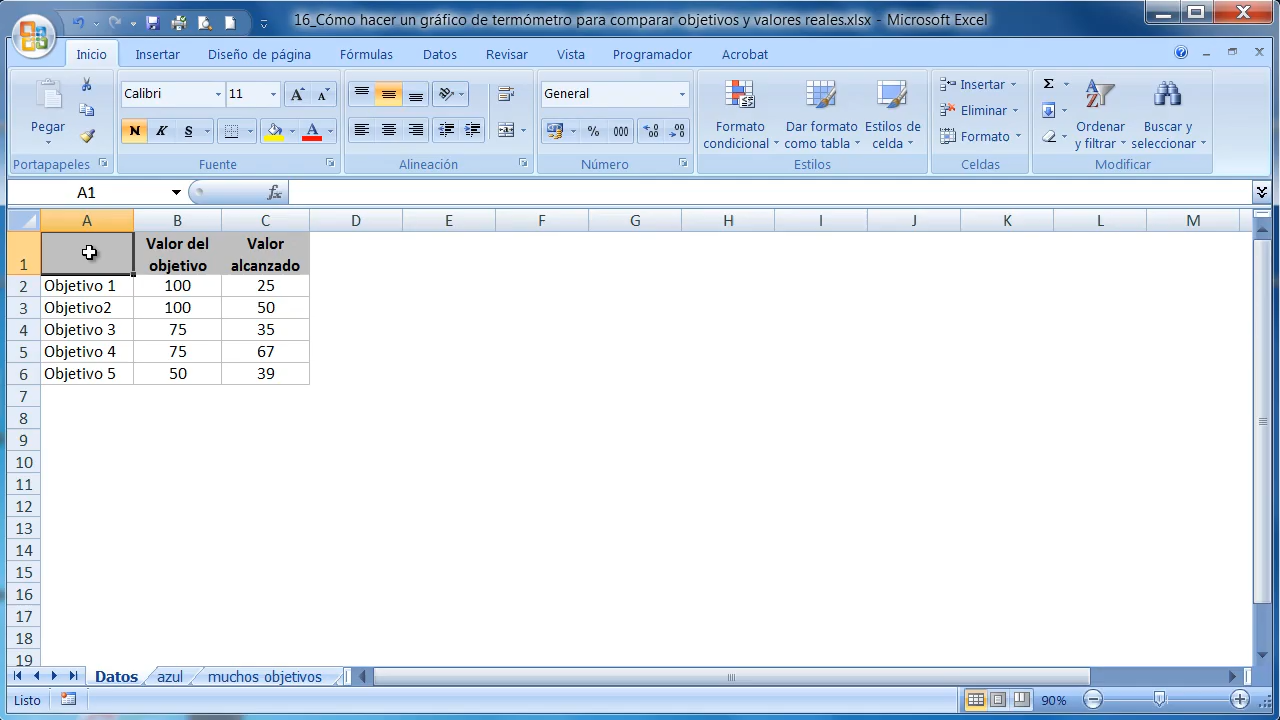 16_Cómo hacer un gráfico de termómetro para comparar objetivos y valores reales.xlsx - Microsoft Excel
Inicio Insertar Diseño de página Fórmulas Datos Revisar Vista Programador Acrobat
Pegar
Portapapeles
Calibri 11
N K S
Fuente
Alineación
General
% 000
Número
Formato condicional
Dar formato como tabla
Estilos de celda
Estilos
Insertar
Eliminar
Formato
Celdas
Σ
Ordenar y filtrar
Buscar y seleccionar
Modificar
A1 fx
A B C D E F G H I J K L M
1 Valor del objetivo Valor alcanzado
2 Objetivo 1 100 25
3 Objetivo2 100 50
4 Objetivo 3 75 35
5 Objetivo 4 75 67
6 Objetivo 5 50 39
7
8
9
10
11
12
13
14
15
16
17
18
19
Datos azul muchos objetivos
Listo 90%